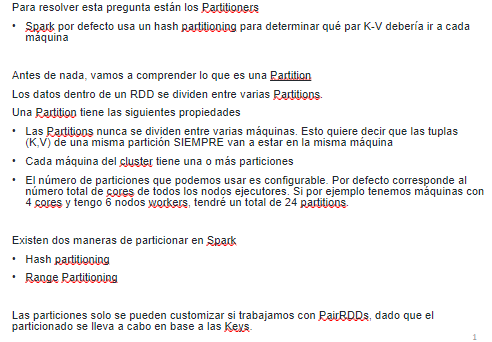 Para resolver esta pregunta están los Partitioners
• Spark por defecto usa un hash partitioning para determinar qué par K-V debería ir a cada
máquina
Antes de nada, vamos a comprender lo que es una Partition
Los datos dentro de un RDD se dividen entre varias Partitions.
Una Partition tiene las siguientes propiedades
• Las Partitions nunca se dividen entre varias máquinas. Esto quiere decir que las tuplas
(K,V) de una misma partición SIEMPRE van a estar en la misma máquina
• Cada máquina del cluster tiene una o más particiones
• El número de particiones que podemos usar es configurable. Por defecto corresponde al
número total de cores de todos los nodos ejecutores. Si por ejemplo tenemos máquinas con
4 cores y tengo 6 nodos workers, tendré un total de 24 partitions.
Existen dos maneras de particionar en Spark
• Hash partitioning
• Range Partitioning
Las particiones solo se pueden customizar si trabajamos con PairRDDs, dado que el
particionado se lleva a cabo en base a las Keys.
1